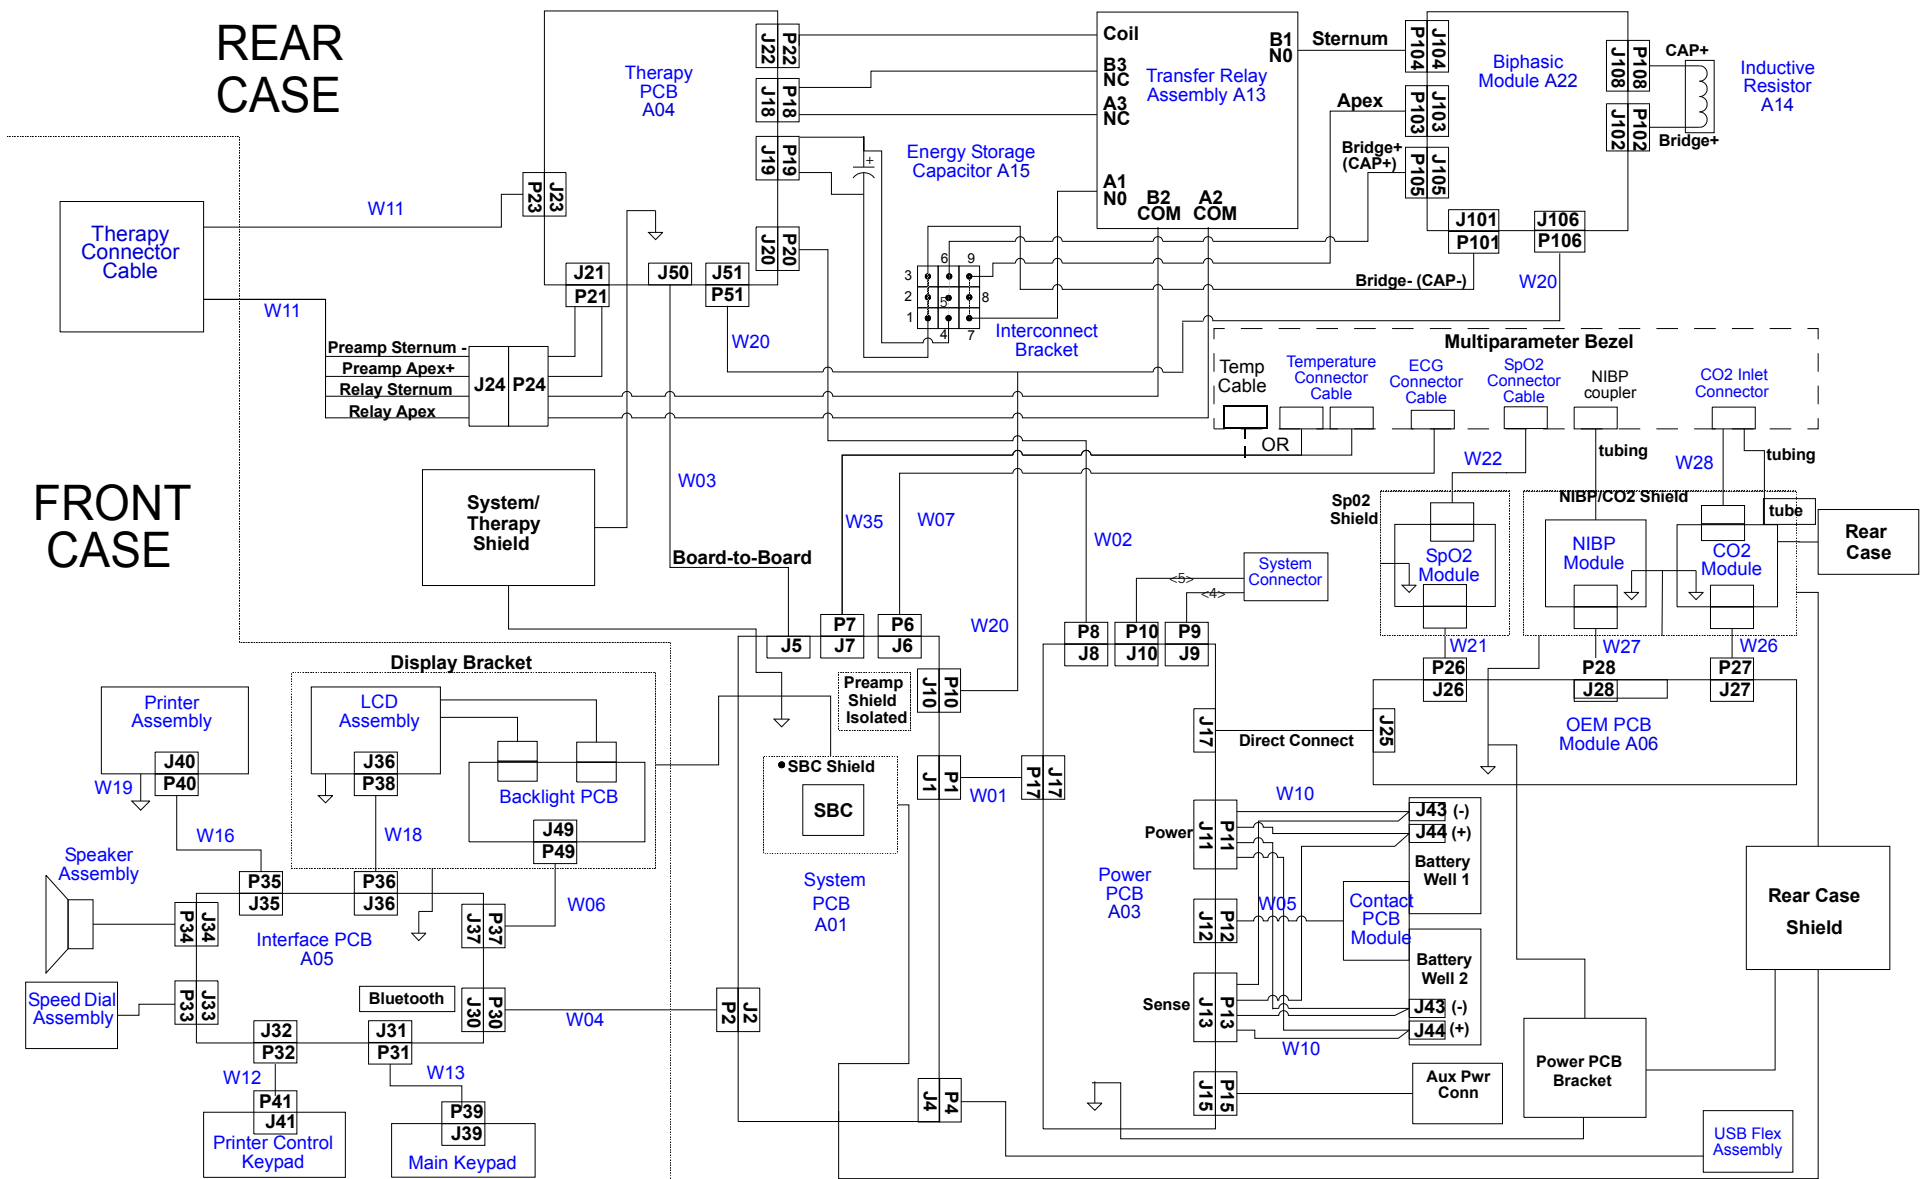 REAR
CASE
Therapy
PCB
A04
J22
P22
J18
P18
J19
P19
J20
P20
Coil
B3
NC
A3
NC
Transfer Relay
Assembly A13
B1
N0
A1
N0
B2
COM
A2
COM
Sternum
Apex
Bridge+
(CAP+)
P104
J104
P103
J103
P105
J105
Biphasic
Module A22
J108
P108
J102
P102
CAP+
Bridge+
Inductive
Resistor
A14
J101
P101
J106
P106
W20
Bridge- (CAP-)
Energy Storage
Capacitor A15
+
3
6
9
2
5
8
1
4
7
Interconnect
Bracket
Therapy
Connector
Cable
W11
W11
P23
J23
J21
P21
J50
J51
P51
W20
Preamp Sternum -
Preamp Apex+
Relay Sternum
Relay Apex
J24
P24
Multiparameter Bezel
Temp
Cable
OR
Temperature
Connector
Cable
ECG
Connector
Cable
SpO2
Connector
Cable
NIBP
coupler
CO2 Inlet
Connector
FRONT
CASE
System/
Therapy
Shield
W03
W35
W07
W02
W22
tubing
W28
tubing
Board-to-Board
System
Connector
<5>
<4>
Sp02
Shield
SpO2
Module
NIBP/CO2 Shield
NIBP
Module
CO2
Module
tube
Rear
Case
J5
P7
J7
P6
J6
W20
P8
J8
P10
J10
P9
J9
W21
W27
W26
P26
J26
P28
J28
P27
J27
Display Bracket
Printer
Assembly
J40
P40
W19
LCD
Assembly
J36
P38
Backlight PCB
J49
P49
Preamp
Shield
Isolated
J10
P10
SBC Shield
SBC
J1
P1
W01
P17
J17
J17
Direct Connect
J25
OEM PCB
Module A06
W16
W18
W06
Speaker
Assembly
P35
J35
P36
J36
P34
J34
J37
P37
Interface PCB
A05
System
PCB
A01
Power
PCB
A03
Power
J11
P11
W10
J43 (-)
J44 (+)
Battery
Well 1
J12
P12
W05
Contact
PCB
Module
Battery
Well 2
J43 (-)
J44 (+)
Sense
J13
P13
W10
Rear Case
Shield
Speed Dial
Assembly
P33
J33
Bluetooth
J30
P30
W04
P2
J2
J32
P32
J31
P31
W12
W13
P41
J41
Printer Control
Keypad
P39
J39
Main Keypad
J4
P4
J15
P15
Aux Pwr
Conn
Power PCB
Bracket
USB Flex
Assembly